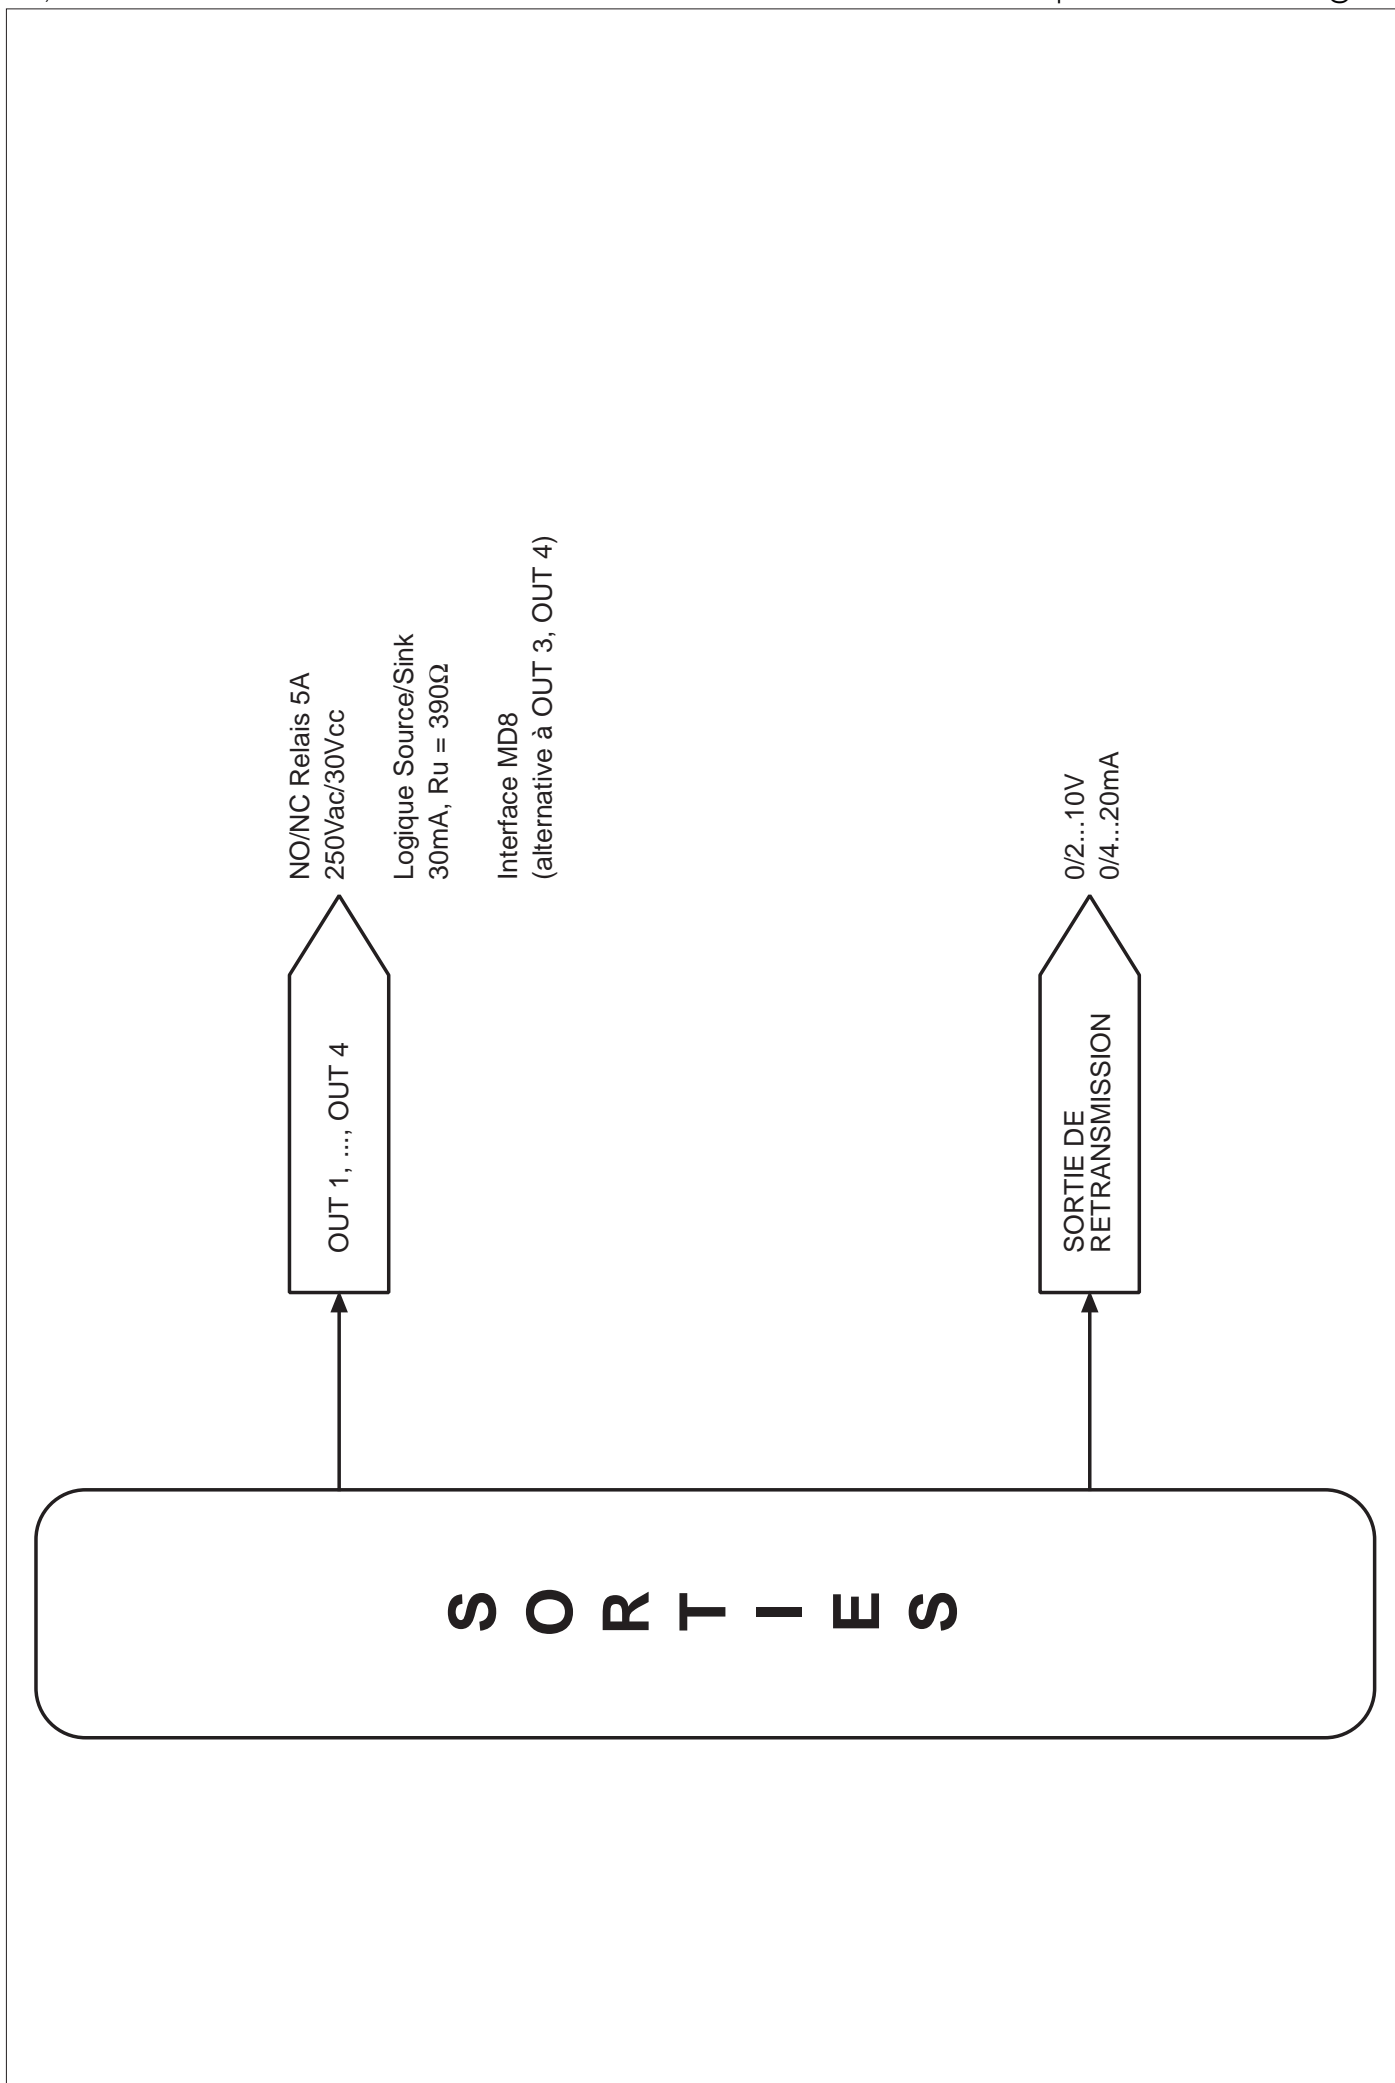 SORTIES
OUT 1, ..., OUT 4
NO/NC Relais 5A
250Vac/30Vcc
Logique Source/Sink
30mA, Ru = 390Ω
Interface MD8
(alternative à OUT 3, OUT 4)
SORTIE DE
RETRANSMISSION
0/2...10V
0/4...20mA